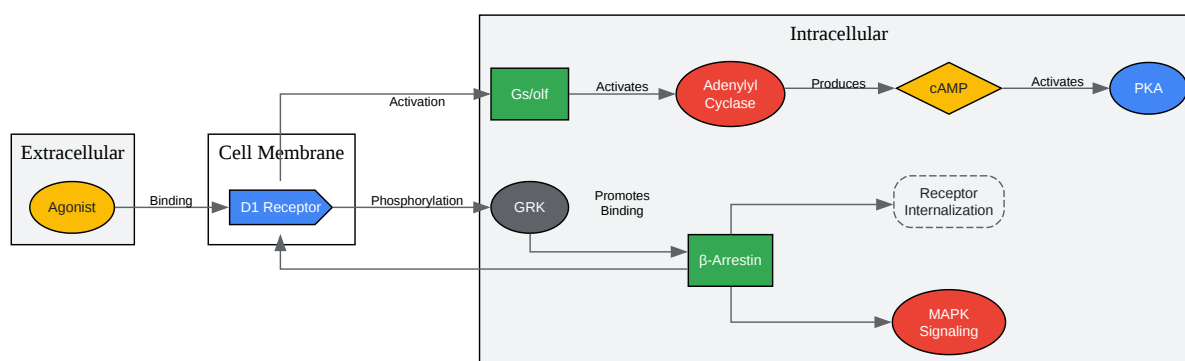 Intracellular
Gs/olf
Activates
Adenylyl
Cyclase
Produces
cAMP
Activates
PKA
Activation
Extracellular
Cell Membrane
Agonist
Binding
D1 Receptor
Phosphorylation
GRK
Promotes
Binding
Receptor
Internalization
β-Arrestin
MAPK
Signaling